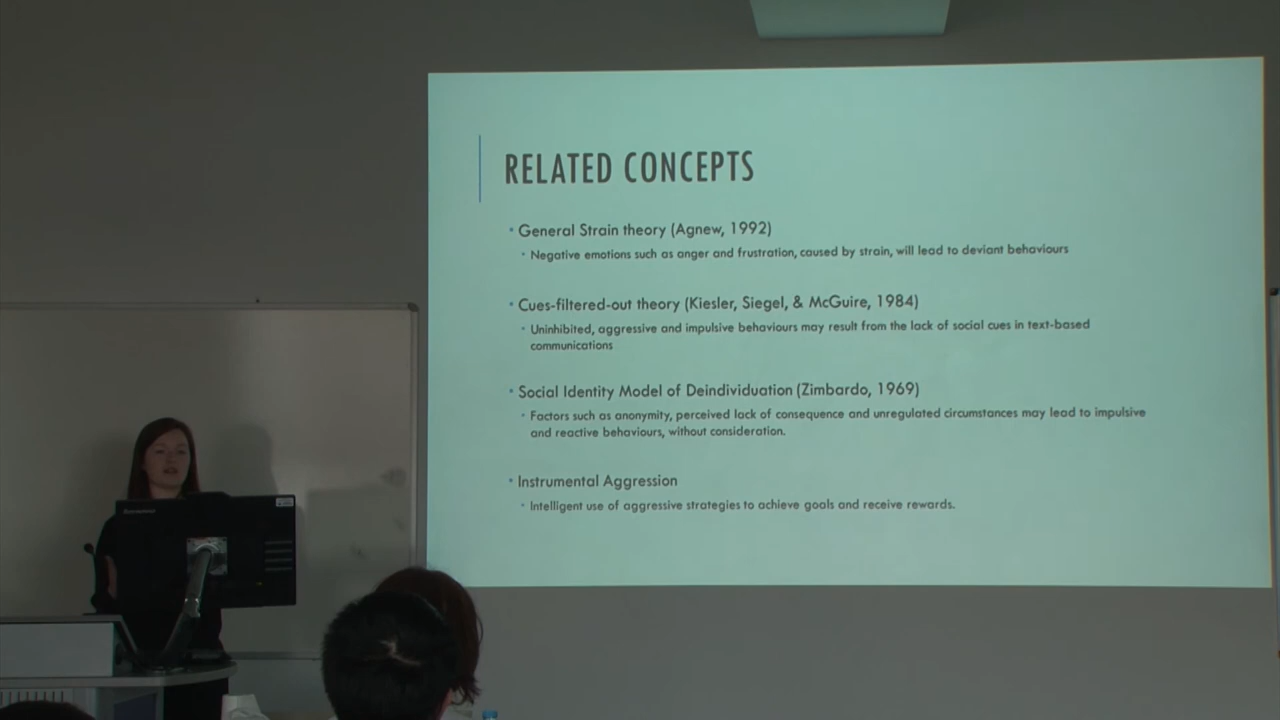 RELATED CONCEPTS
General Strain theory (Agnew, 1992)
Negative emotions such as anger and frustration, caused by strain, will lead to deviant behaviours
Cues-filtered-out theory (Kiesler, Siegel, & McGuire, 1984)
Uninhibited, aggressive and impulsive behaviours may result from the lack of social cues in text-based
communications
Social Identity Model of Deindividuation (Zimbardo, 1969)
Factors such as anonymity, perceived lack of consequence and unregulated circumstances may lead to impulsive
and reactive behaviours, without consideration.
Instrumental Aggression
Intelligent use of aggressive strategies to achieve goals and receive rewards.